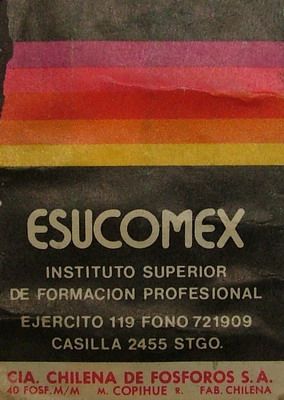 ESUCOMEX
INSTITUTO SUPERIOR
DE FORMACION PROFESIONAL
EJERCITO 119 FONO 721909
CASILLA 2455 STGO.
CIA. CHILENA DE FOSFOROS S.A.
40 FOSF. M/M M. COPIHUE R. FAB. CHILENA